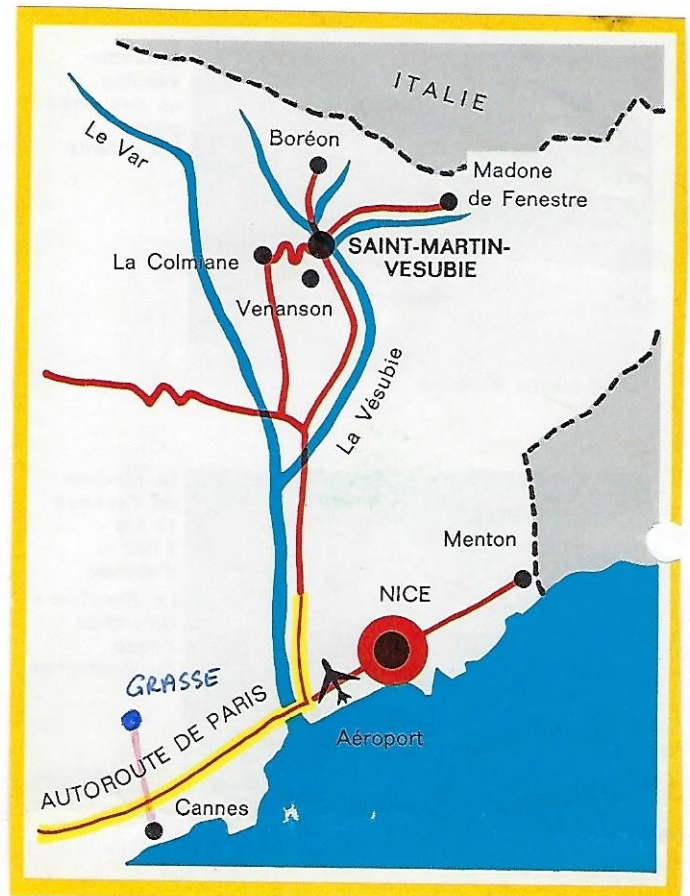 ITALIE
Le Var
Boréon
Madone
de Fenestre
SAINT-MARTIN-
VESUBIE
La Colmiane
Venanson
La Vésubie
Menton
NICE
GRASSE
AUTOROUTE DE PARIS
Aéroport
Cannes